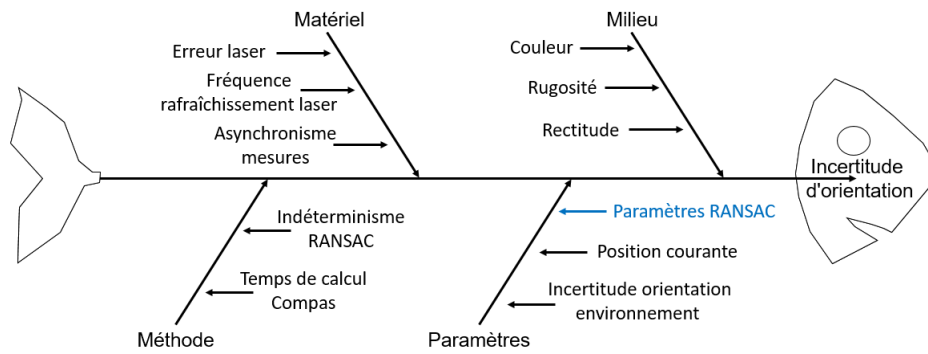 Matériel
Milieu
Erreur laser
Fréquence
rafraîchissement laser
Asynchronisme
mesures
Couleur
Rugosité
Rectitude
Incertitude
d'orientation
Indéterminisme
RANSAC
Temps de calcul
Compas
Méthode
Paramètres RANSAC
Position courante
Incertitude orientation
environnement
Paramètres